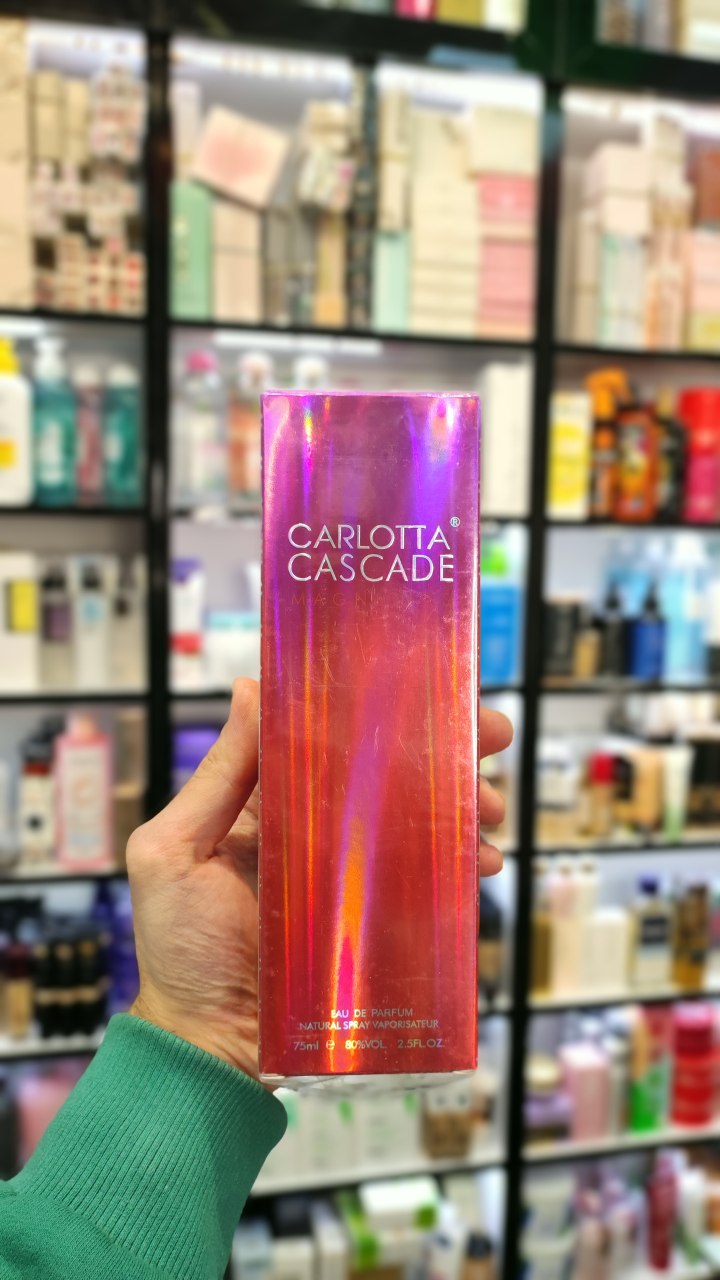 CARLOTTA®
CASCADE
EAU DE PARFUM
NATURAL SPRAY VAPORISATEUR
75ml ℮ 80%VOL. 2.5FL.OZ.